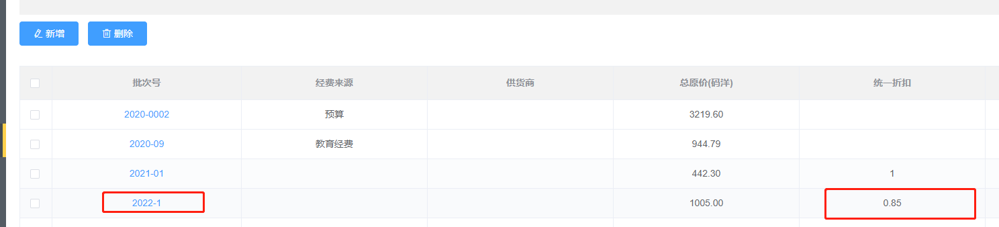 新增 删除
批次号 经费来源 供货商 总原价(码洋) 统一折扣
2020-0002 预算 3219.60
2020-09 教育经费 944.79
2021-01 442.30 1
2022-1 1005.00 0.85